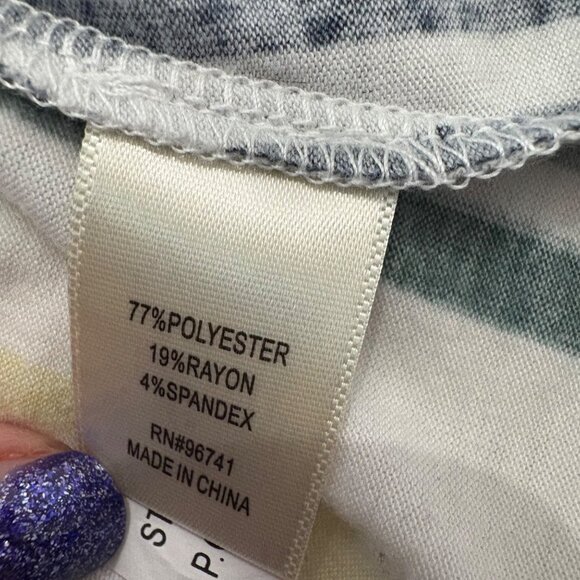 77%POLYESTER
19%RAYON
4%SPANDEX
RN#96741
MADE IN CHINA